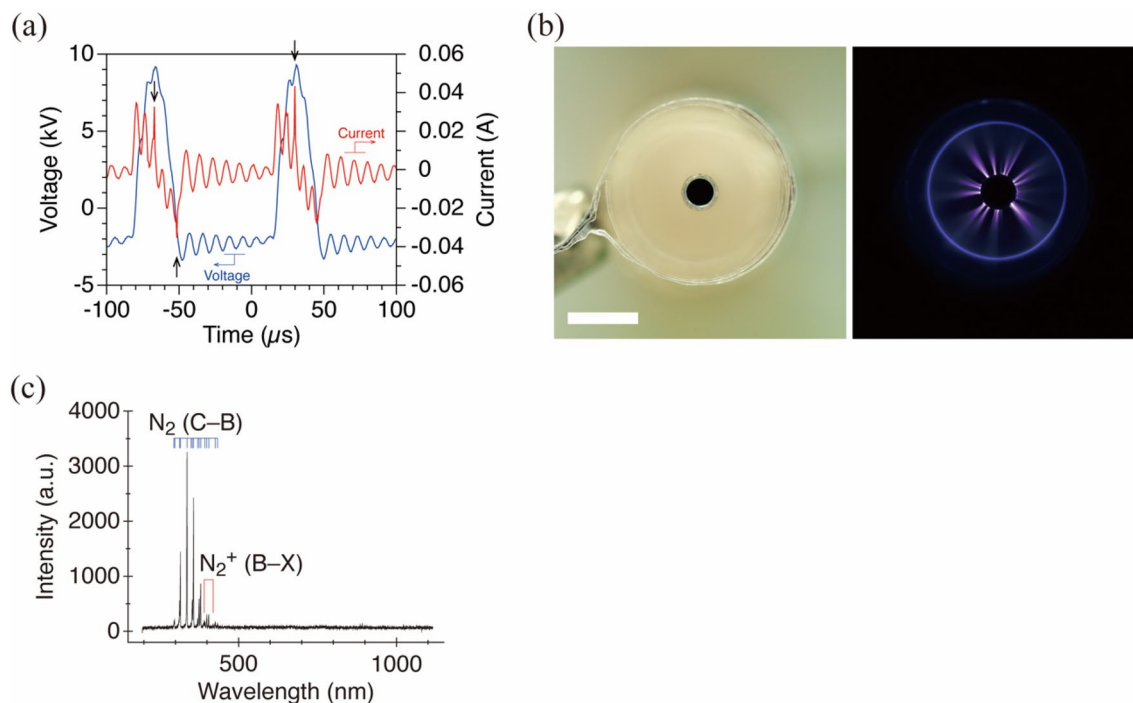 (a)
10
5
0
-5
Voltage (kV)
0.06
0.04
0.02
0
-0.02
-0.04
0.06
Current (A)
Current
Voltage
-100
-50
0
50
100
Time (µs)
(b)
(c)
4000
3000
2000
1000
0
Intensity (a.u.)
N₂ (C–B)
N₂⁺ (B–X)
500
1000
Wavelength (nm)